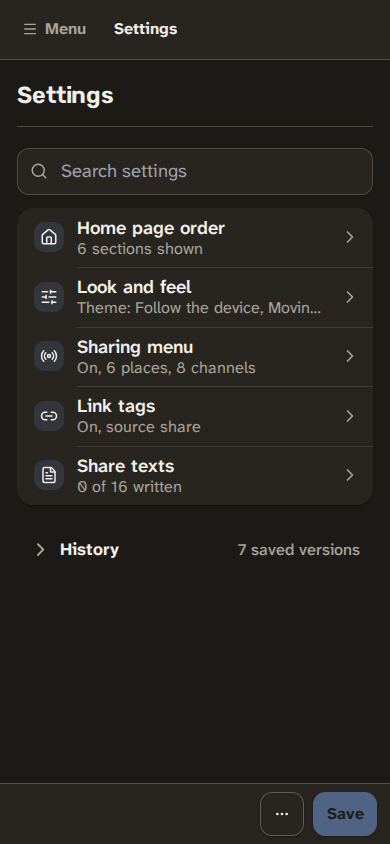 Menu Settings
Settings
Search settings
Home page order
6 sections shown
Look and feel
Theme: Follow the device, Movin...
Sharing menu
On, 6 places, 8 channels
Link tags
On, source share
Share texts
0 of 16 written
History 7 saved versions
... Save